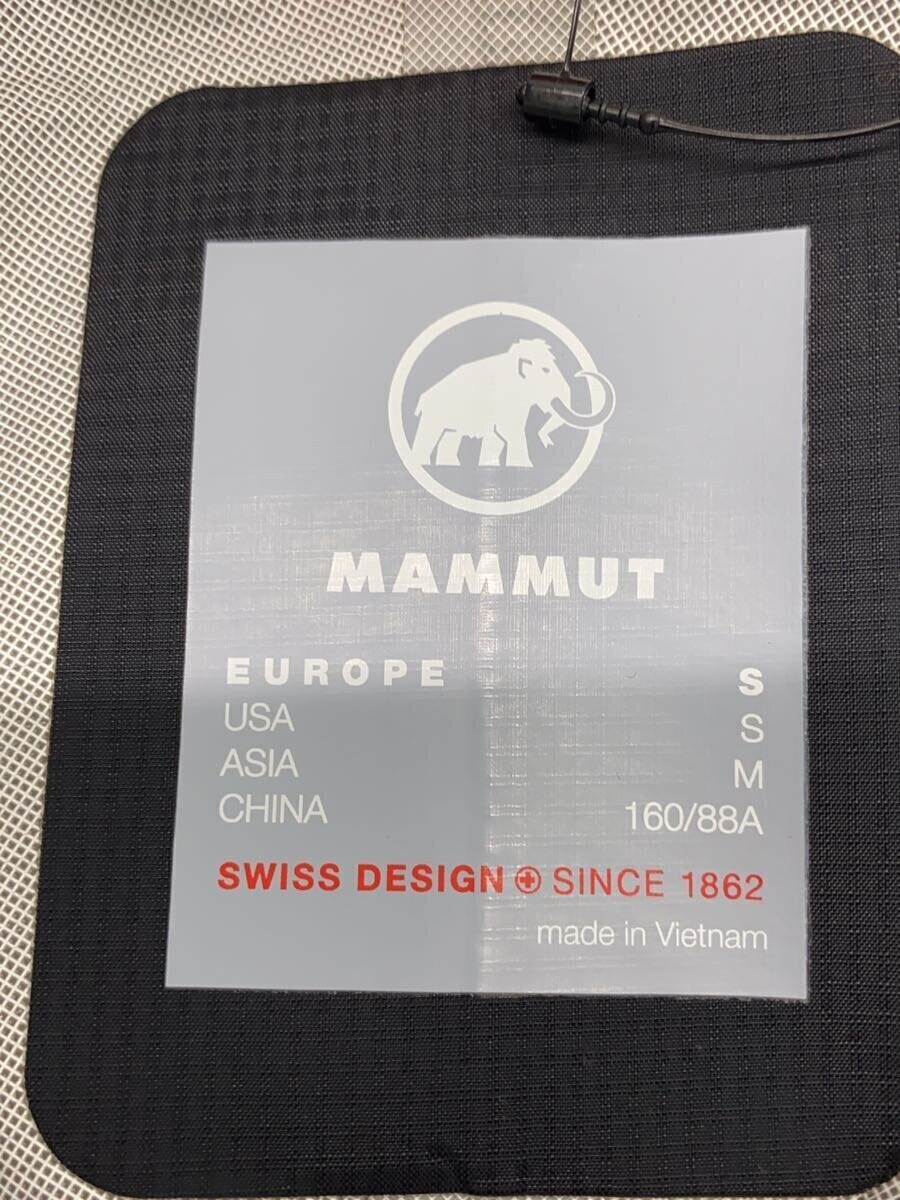 MAMMUT
EUROPE S
USA S
ASIA M
CHINA 160/88A
SWISS DESIGN SINCE 1862
made in Vietnam